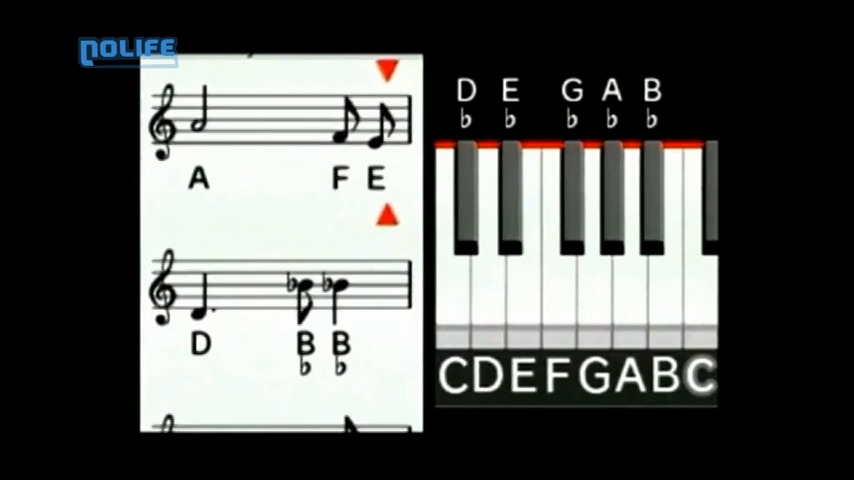 NOLIFE
A F E
D B B
♭ ♭
D E G A B
♭ ♭ ♭ ♭ ♭
CDEFGABC